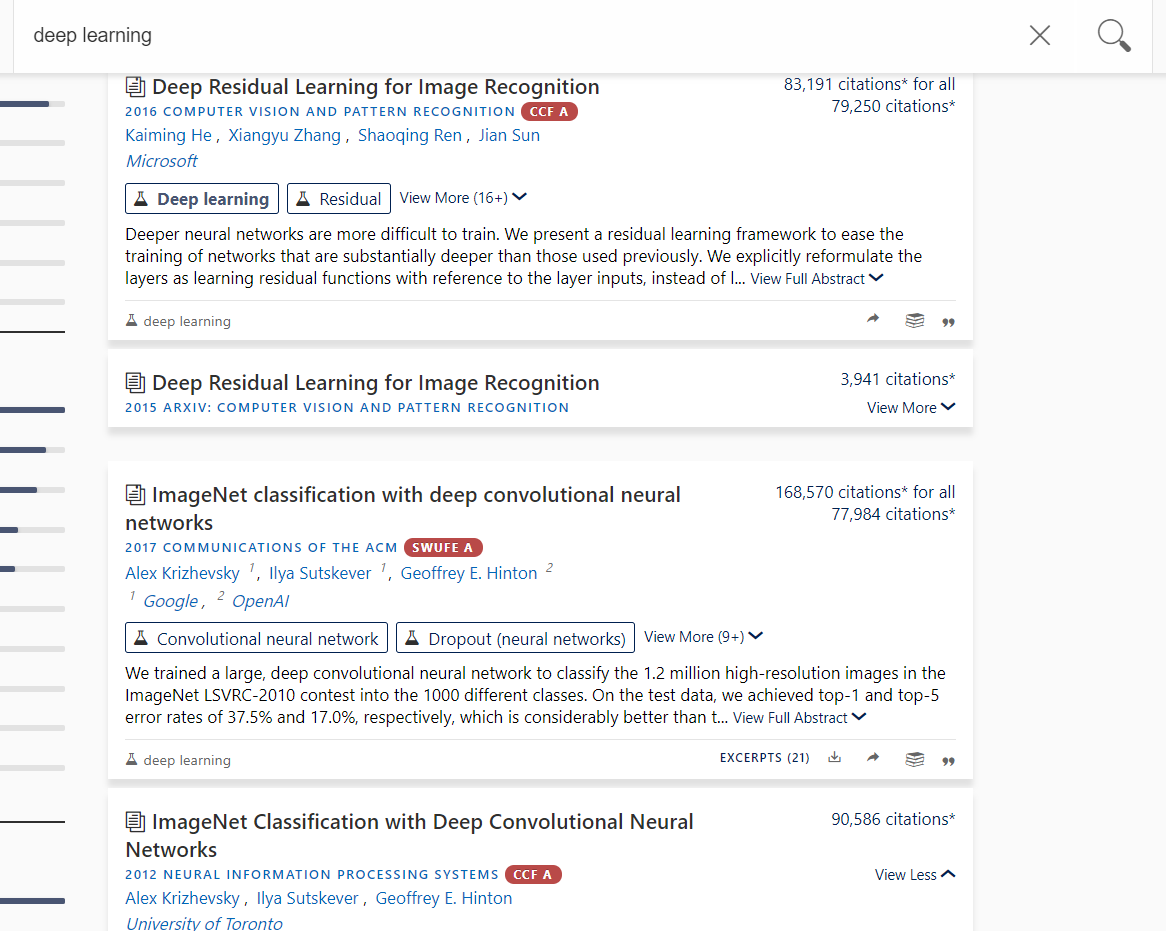 deep learning
Deep Residual Learning for Image Recognition
83,191 citations* for all
2016 COMPUTER VISION AND PATTERN RECOGNITION CCF A
79,250 citations*
Kaiming He , Xiangyu Zhang , Shaoqing Ren , Jian Sun
Microsoft
Deep learning Residual View More (16+)
Deeper neural networks are more difficult to train. We present a residual learning framework to ease the
training of networks that are substantially deeper than those used previously. We explicitly reformulate the
layers as learning residual functions with reference to the layer inputs, instead of l... View Full Abstract
deep learning
Deep Residual Learning for Image Recognition
3,941 citations*
2015 ARXIV: COMPUTER VISION AND PATTERN RECOGNITION
View More
ImageNet classification with deep convolutional neural
networks
168,570 citations* for all
77,984 citations*
2017 COMMUNICATIONS OF THE ACM SWUFE A
Alex Krizhevsky 1 , Ilya Sutskever 1 , Geoffrey E. Hinton 2
1 Google , 2 OpenAI
Convolutional neural network Dropout (neural networks) View More (9+)
We trained a large, deep convolutional neural network to classify the 1.2 million high-resolution images in the
ImageNet LSVRC-2010 contest into the 1000 different classes. On the test data, we achieved top-1 and top-5
error rates of 37.5% and 17.0%, respectively, which is considerably better than t... View Full Abstract
deep learning
EXCERPTS (21)
ImageNet Classification with Deep Convolutional Neural
Networks
90,586 citations*
2012 NEURAL INFORMATION PROCESSING SYSTEMS CCF A
View Less
Alex Krizhevsky , Ilya Sutskever , Geoffrey E. Hinton
University of Toronto